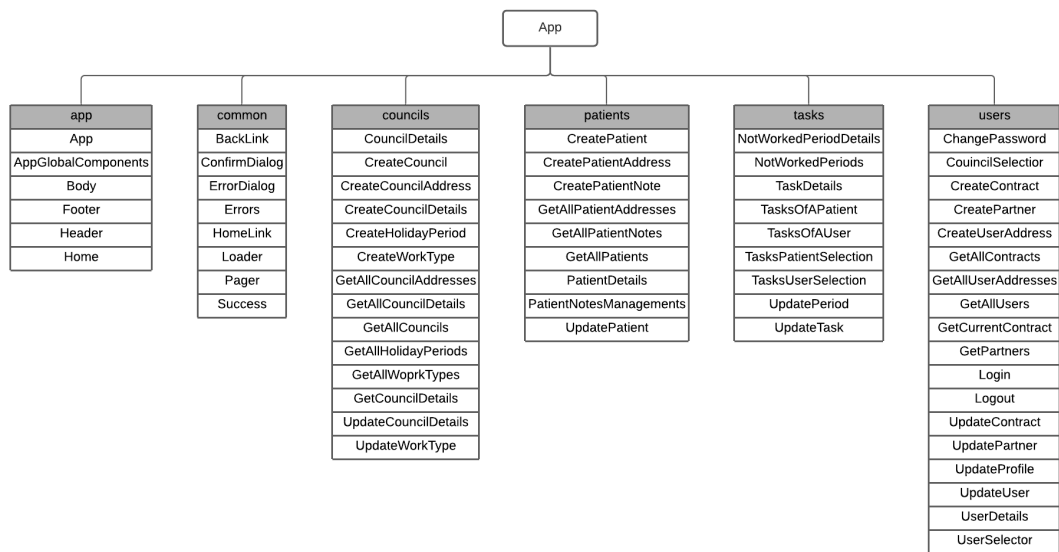 App
app
App
AppGlobalComponents
Body
Footer
Header
Home
common
BackLink
ConfirmDialog
ErrorDialog
Errors
HomeLink
Loader
Pager
Success
councils
CouncilDetails
CreateCouncil
CreateCouncilAddress
CreateCouncilDetails
CreateHolidayPeriod
CreateWorkType
GetAllCouncilAddresses
GetAllCouncilDetails
GetAllCouncils
GetAllHolidayPeriods
GetAllWoprkTypes
GetCouncilDetails
UpdateCouncilDetails
UpdateWorkType
patients
CreatePatient
CreatePatientAddress
CreatePatientNote
GetAllPatientAddresses
GetAllPatientNotes
GetAllPatients
PatientDetails
PatientNotesManagements
UpdatePatient
tasks
NotWorkedPeriodDetails
NotWorkedPeriods
TaskDetails
TasksOfAPatient
TasksOfAUser
TasksPatientSelection
TasksUserSelection
UpdatePeriod
UpdateTask
users
ChangePassword
CouincilSelectior
CreateContract
CreatePartner
CreateUserAddress
GetAllContracts
GetAllUserAddresses
GetAllUsers
GetCurrentContract
GetPartners
Login
Logout
UpdateContract
UpdatePartner
UpdateProfile
UpdateUser
UserDetails
UserSelector